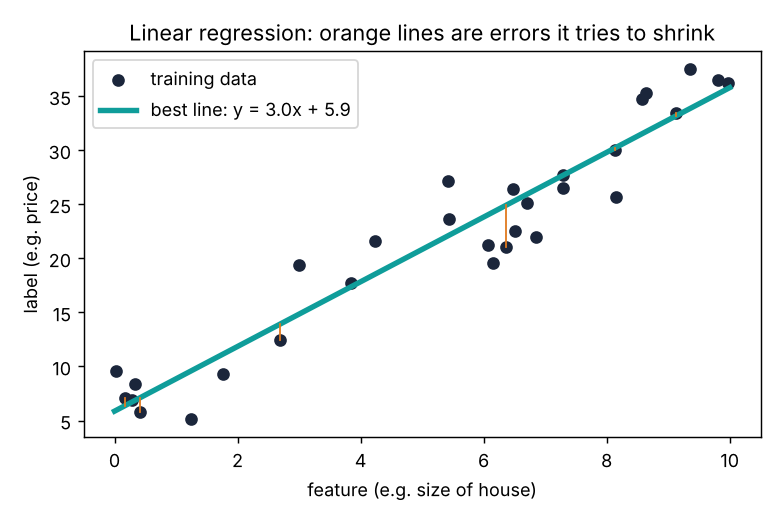 Linear regression: orange lines are errors it tries to shrink
training data
best line: y = 3.0x + 5.9
label (e.g. price)
35
30
25
20
15
10
5
0 2 4 6 8 10
feature (e.g. size of house)